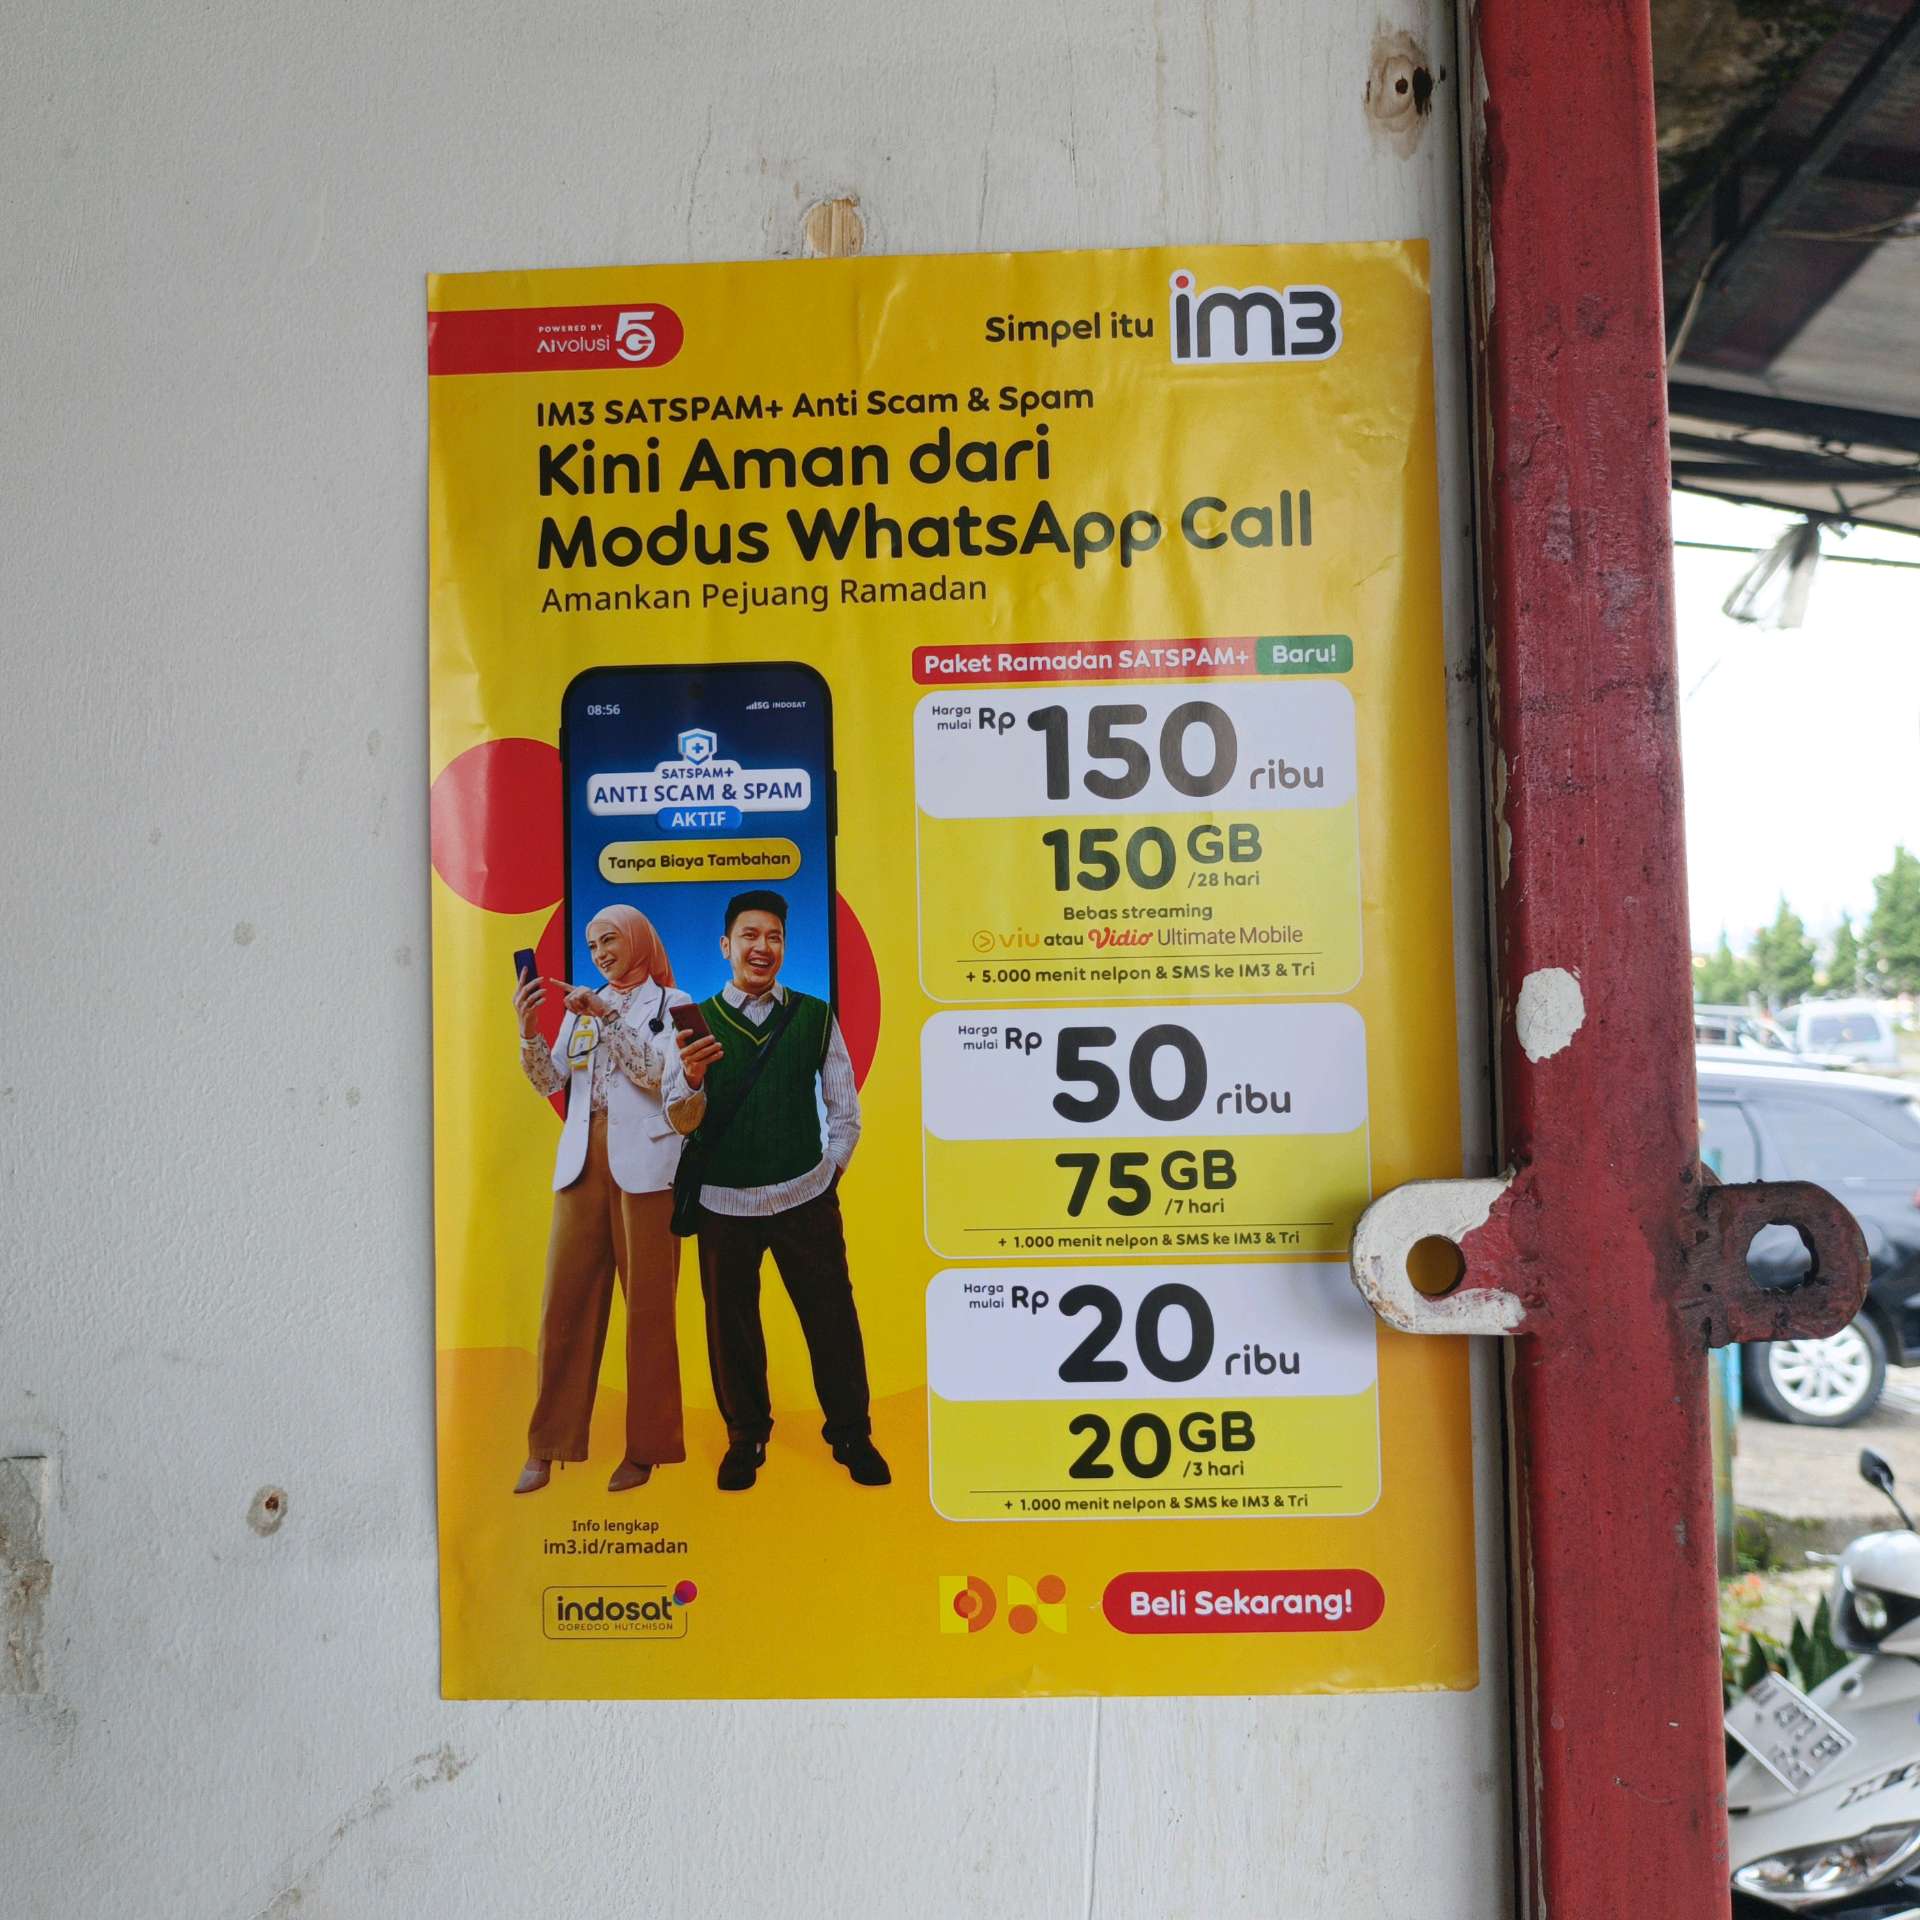 POWERED BY
AIvolusi 5G
Simpel itu im3
IM3 SATSPAM+ Anti Scam & Spam
Kini Aman dari
Modus WhatsApp Call
Amankan Pejuang Ramadan
08:56
5G INDOSAT
SATSPAM+
ANTI SCAM & SPAM
AKTIF
Tanpa Biaya Tambahan
Paket Ramadan SATSPAM+ Baru!
Harga mulai Rp 150 ribu
150 GB
/28 hari
Bebas streaming
viu atau Vidio Ultimate Mobile
+ 5.000 menit nelpon & SMS ke IM3 & Tri
Harga mulai Rp 50 ribu
75 GB
/7 hari
+ 1.000 menit nelpon & SMS ke IM3 & Tri
Harga mulai Rp 20 ribu
20 GB
/3 hari
+ 1.000 menit nelpon & SMS ke IM3 & Tri
Info lengkap
im3.id/ramadan
indosat
OOREDOO HUTCHISON
Beli Sekarang!